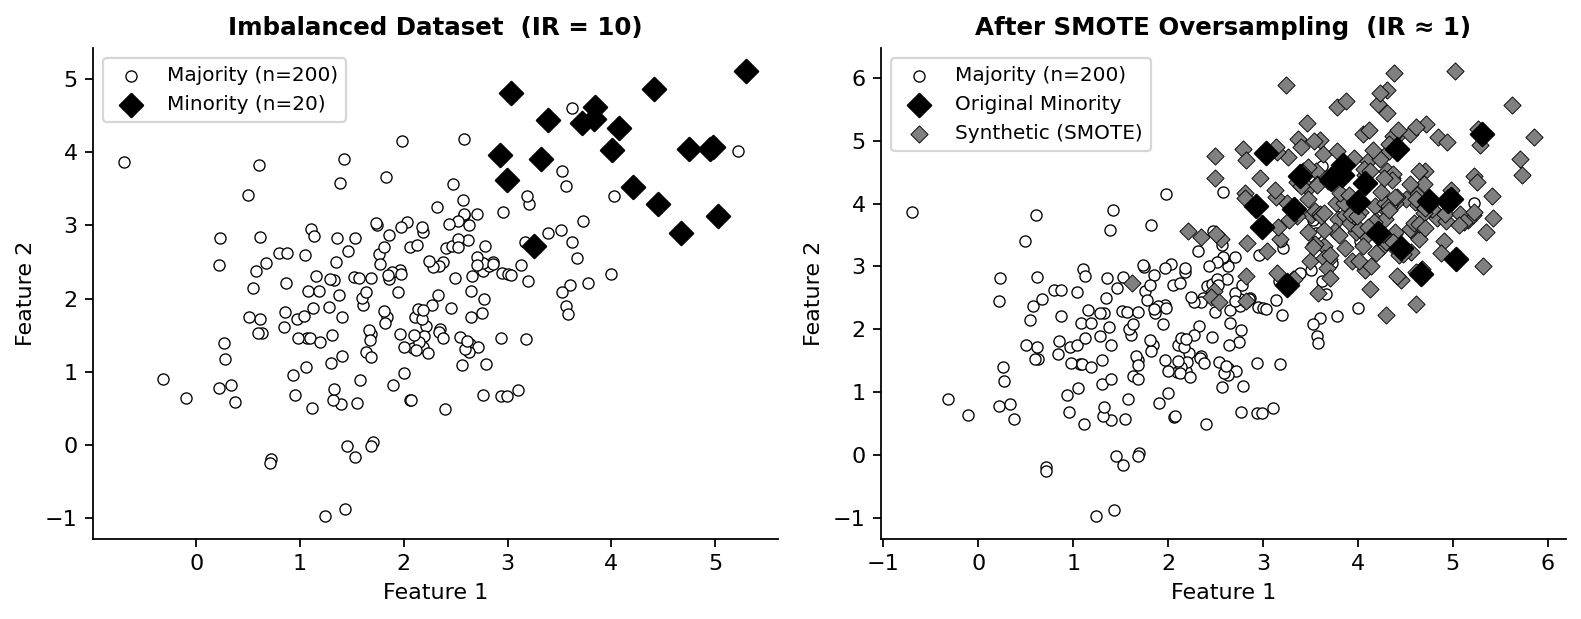 Imbalanced Dataset (IR = 10)
Majority (n=200)
Minority (n=20)
5
4
3
2
1
0
−1
Feature 2
0 1 2 3 4 5
Feature 1
After SMOTE Oversampling (IR ≈ 1)
Majority (n=200)
Original Minority
Synthetic (SMOTE)
6
5
4
3
2
1
0
−1
Feature 2
−1 0 1 2 3 4 5 6
Feature 1